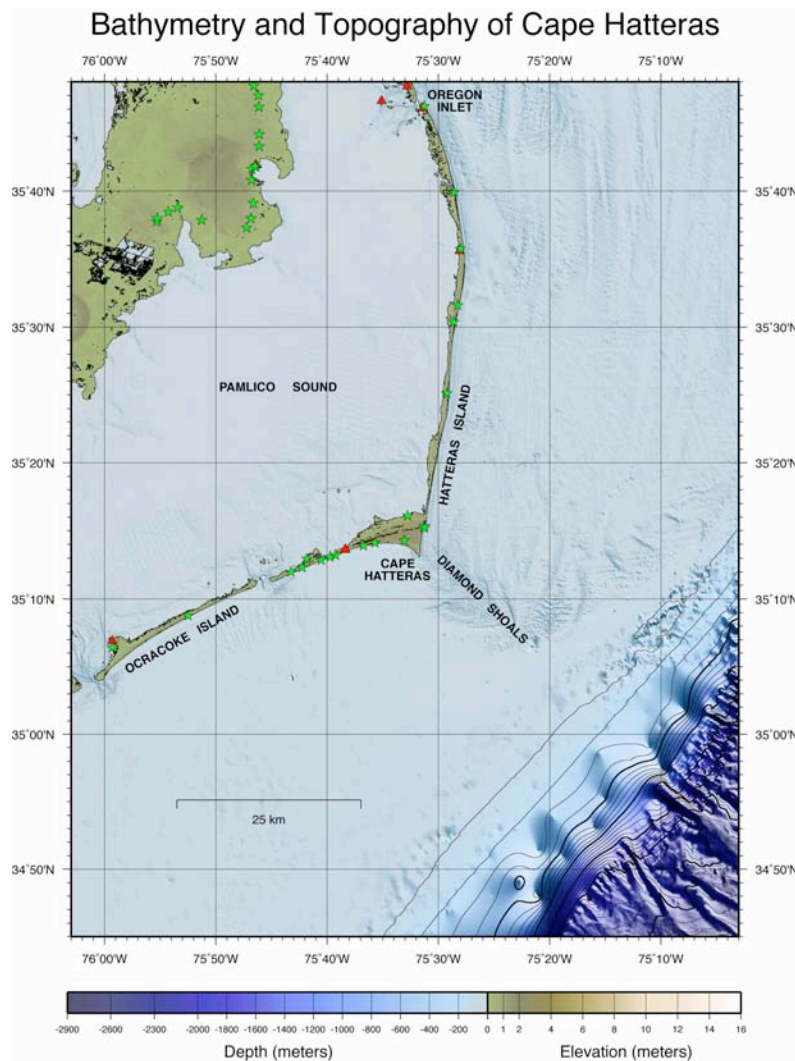 Bathymetry and Topography of Cape Hatteras
76˚00'W 75˚50'W 75˚40'W 75˚30'W 75˚20'W 75˚10'W
OREGON
INLET
35˚40'N 35˚40'N
35˚30'N 35˚30'N
PAMLICO SOUND
HATTERAS ISLAND
35˚20'N 35˚20'N
CAPE
HATTERAS
DIAMOND SHOALS
35˚10'N 35˚10'N
OCRACOKE ISLAND
35˚00'N 35˚00'N
25 km
34˚50'N 34˚50'N
76˚00'W 75˚50'W 75˚40'W 75˚30'W 75˚20'W 75˚10'W
-2900 -2600 -2300 -2000 -1800 -1600 -1400 -1200 -1000 -800 -600 -400 -200 0 1 2 4 6 8 10 12 14 16
Depth (meters) Elevation (meters)